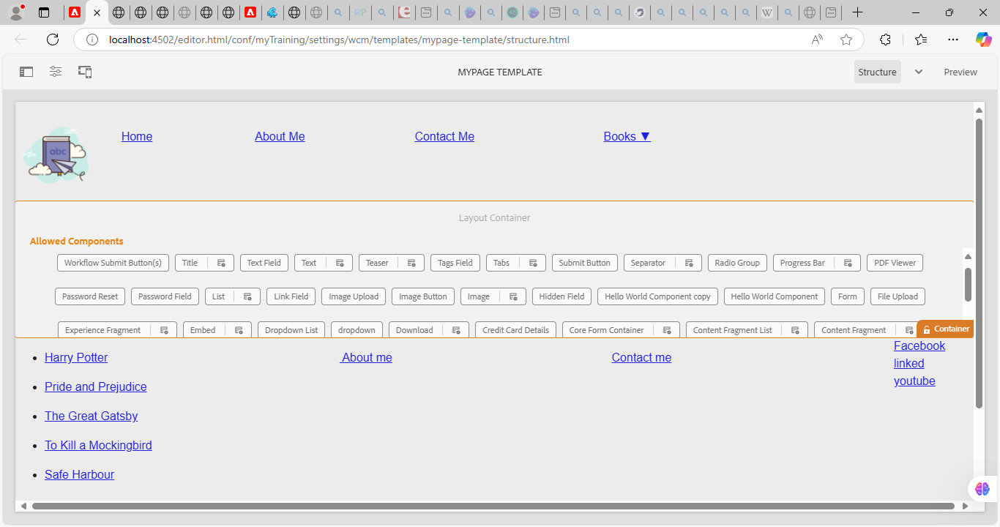 localhost:4502/editor.html/conf/myTraining/settings/wcm/templates/mypage-template/structure.html
MYPAGE TEMPLATE
Structure
Preview
abc
Home About Me Contact Me Books ▼
Layout Container
Allowed Components
Workflow Submit Button(s) Title Text Field Text Teaser Tags Field Tabs Submit Button Separator Radio Group Progress Bar PDF Viewer
Password Reset Password Field List Link Field Image Upload Image Button Image Hidden Field Hello World Component copy Hello World Component Form File Upload
Experience Fragment Embed Dropdown List dropdown Download Credit Card Details Core Form Container Content Fragment List Content Fragment
Container
• Harry Potter About me Contact me Facebook
linked
youtube
• Pride and Prejudice
• The Great Gatsby
• To Kill a Mockingbird
• Safe Harbour